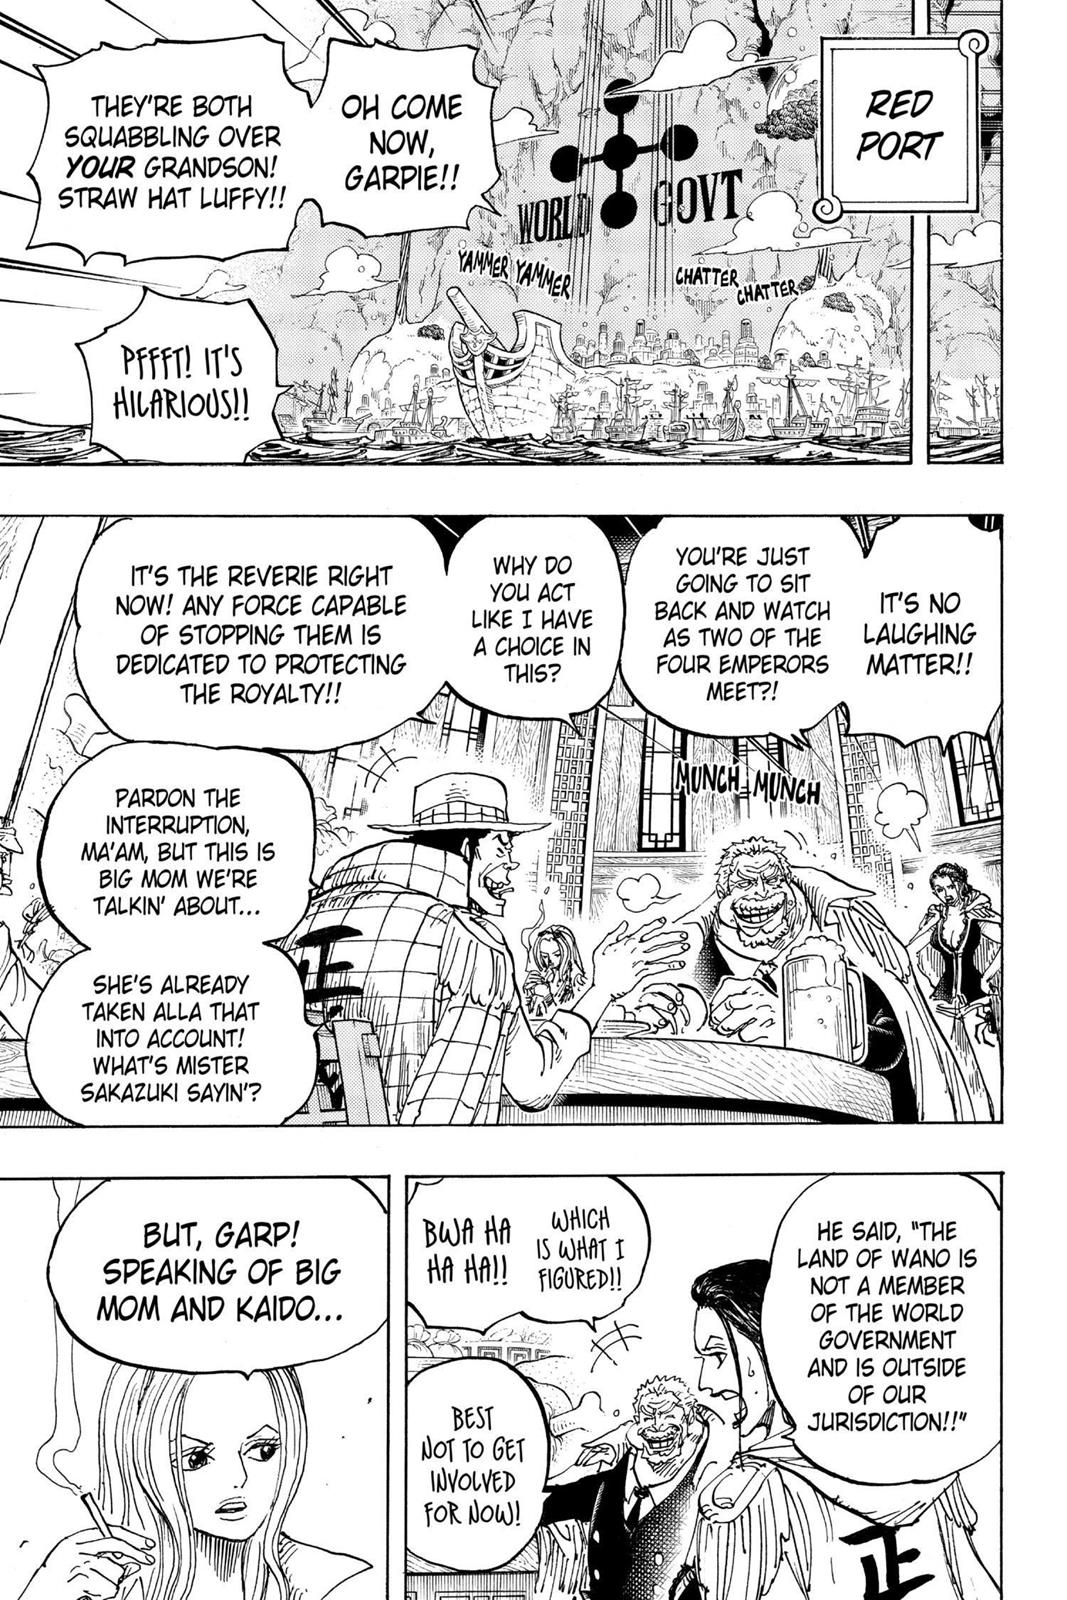 RED
PORT
WORLD GOVT
OH COME
NOW,
GARPIE!!
THEY'RE BOTH
SQUABBLING OVER
YOUR GRANDSON!
STRAW HAT LUFFY!!
CHATTER
CHATTER
YAMMER
YAMMER
PFFFT! IT'S
HILARIOUS!!
IT'S NO
LAUGHING
MATTER!!
YOU'RE JUST
GOING TO SIT
BACK AND WATCH
AS TWO OF THE
FOUR EMPERORS
MEET?!
WHY DO
YOU ACT
LIKE I HAVE
A CHOICE IN
THIS?
IT'S THE REVERIE RIGHT
NOW! ANY FORCE CAPABLE
OF STOPPING THEM IS
DEDICATED TO PROTECTING
THE ROYALTY!!
MUNCH MUNCH
PARDON THE
INTERRUPTION,
MA'AM, BUT THIS IS
BIG MOM WE'RE
TALKIN' ABOUT...
正
SHE'S ALREADY
TAKEN ALLA THAT
INTO ACCOUNT!
WHAT'S MISTER
SAKAZUKI SAYIN'?
HE SAID, "THE
LAND OF WANO IS
NOT A MEMBER
OF THE WORLD
GOVERNMENT
AND IS OUTSIDE
OF OUR
JURISDICTION!!"
WHICH
IS WHAT I
FIGURED!!
BWA HA
HA HA!!
BEST
NOT TO GET
INVOLVED
FOR NOW!
正
BUT, GARP!
SPEAKING OF BIG
MOM AND KAIDO...